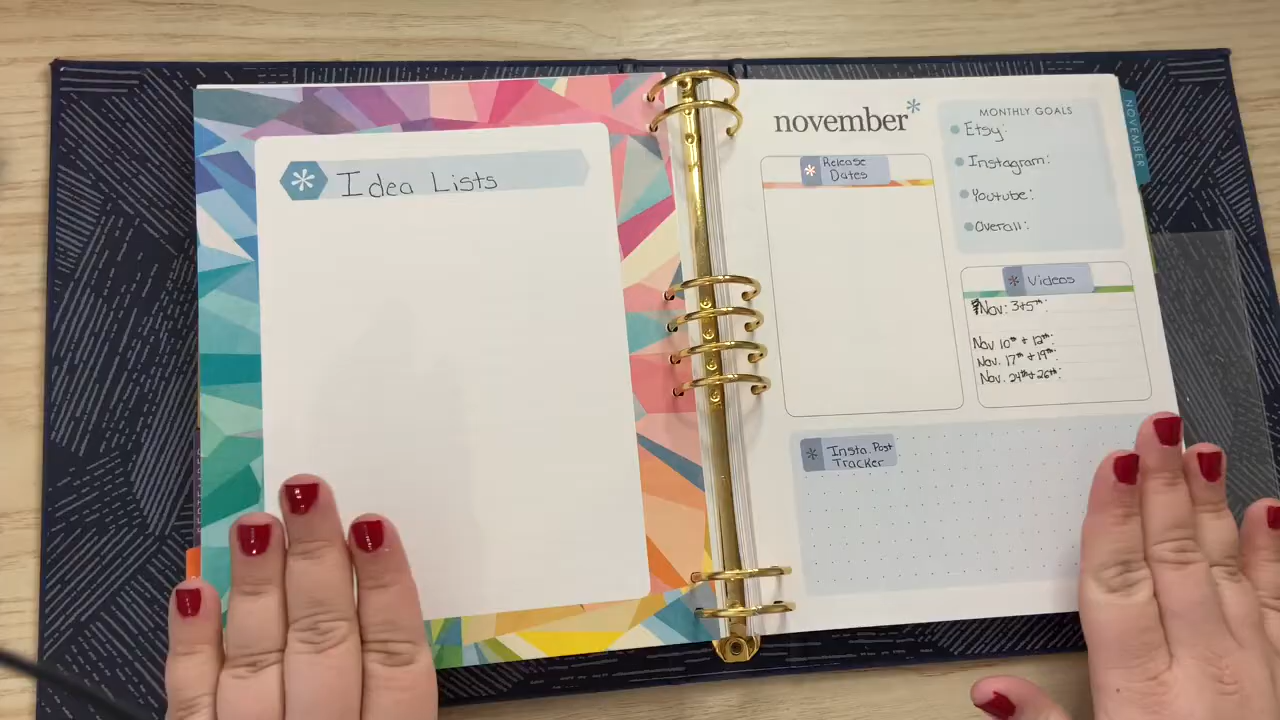 Idea Lists
november*
MONTHLY GOALS
Etsy:
Instagram:
Youtube:
Overall:
NOVEMBER
Release
Dates
Videos
Nov: 3+5th:
Nov 10th + 12th:
Nov. 17th + 19th:
Nov. 24th + 26th:
Insta. Post
Tracker
SEPTEMBER